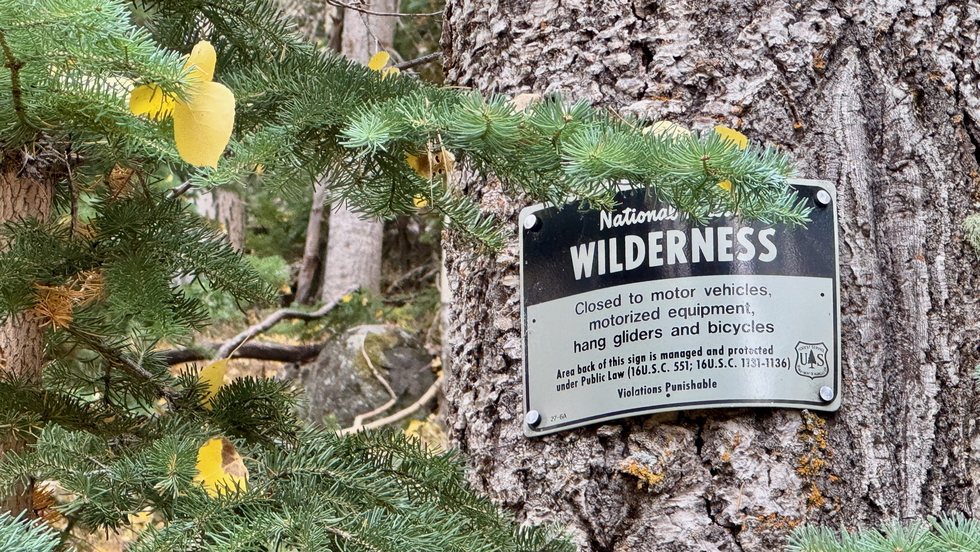 National
WILDERNESS
Closed to motor vehicles,
motorized equipment,
hang gliders and bicycles
Area back of this sign is managed and protected
under Public Law (16U.S.C. 551; 16U.S.C. 1131-1136)
Violations Punishable
27-6A
UAS